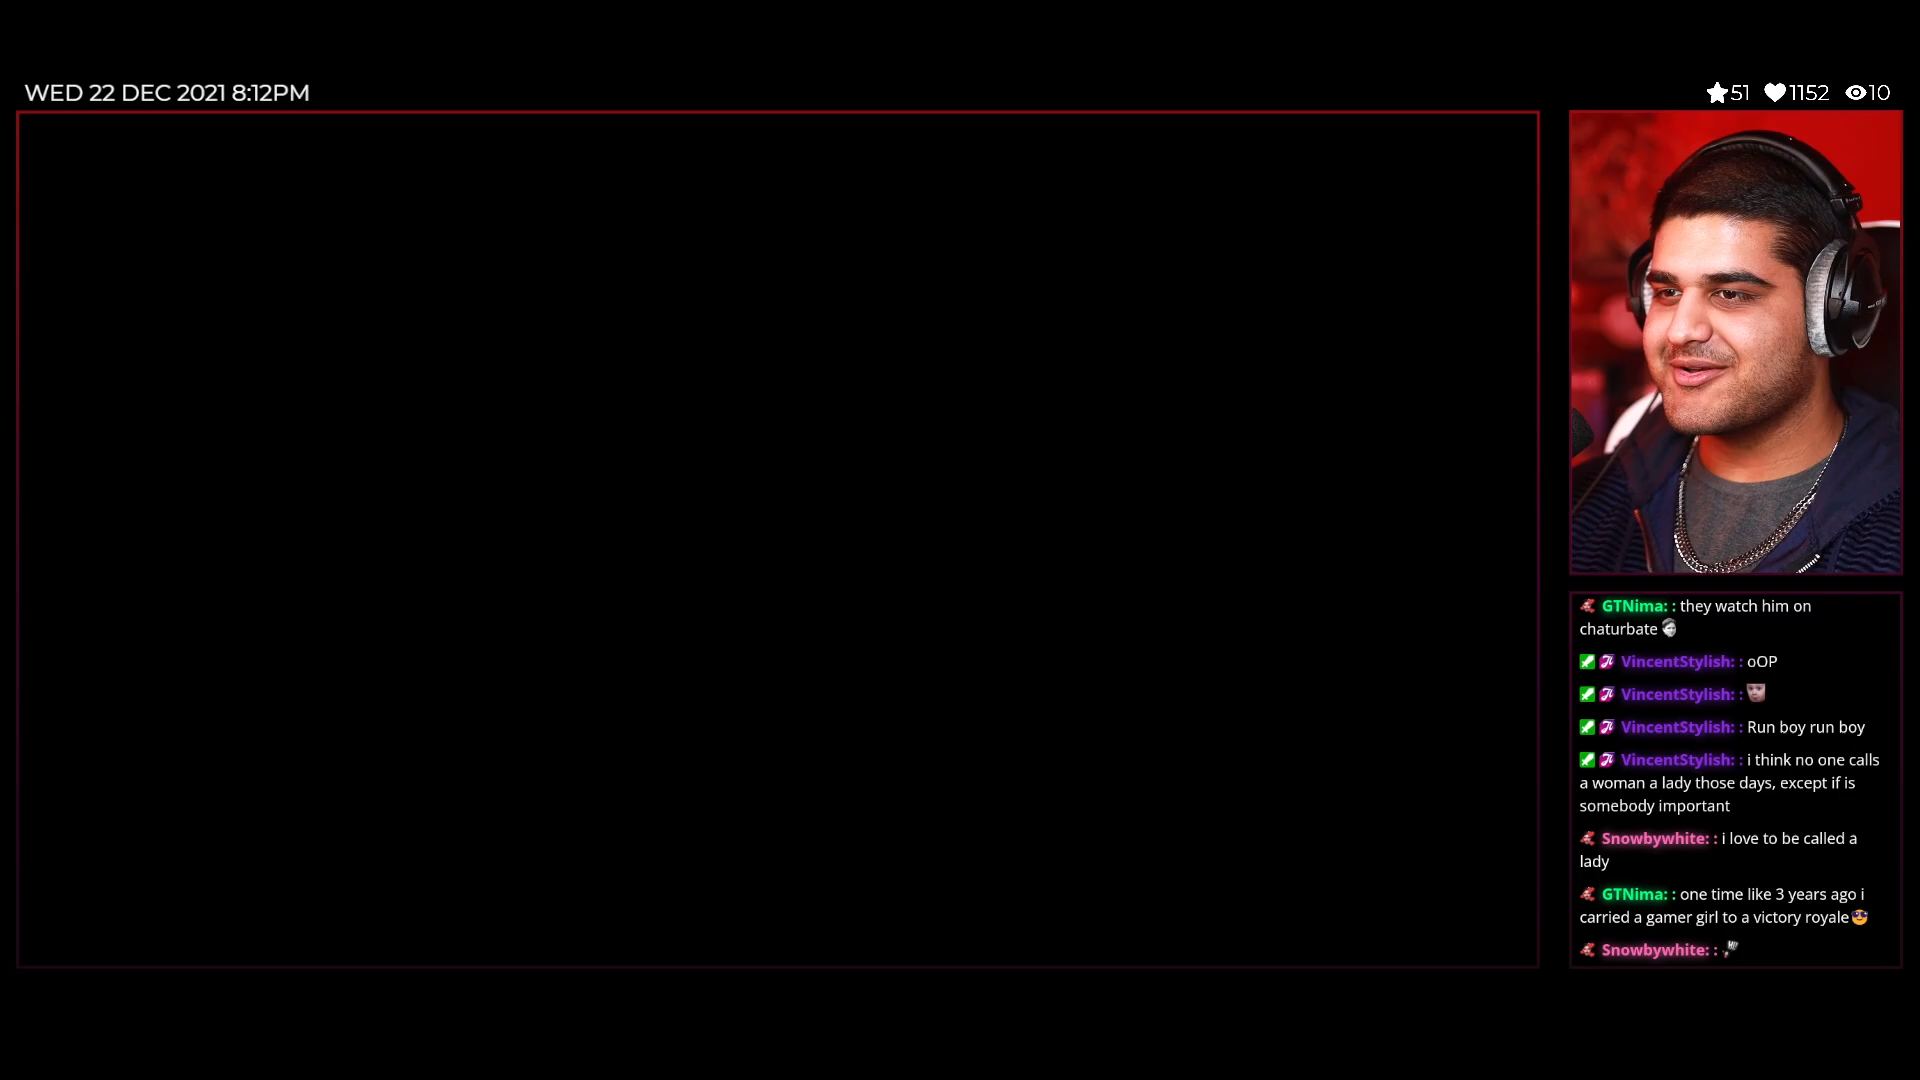 WED 22 DEC 2021 8:12PM
51 1152 10
GTNima: : they watch him on
chaturbate
VincentStylish: : oOP
VincentStylish: :
VincentStylish: : Run boy run boy
VincentStylish: : i think no one calls
a woman a lady those days, except if is
somebody important
Snowbywhite: : i love to be called a
lady
GTNima: : one time like 3 years ago i
carried a gamer girl to a victory royale
Snowbywhite: :